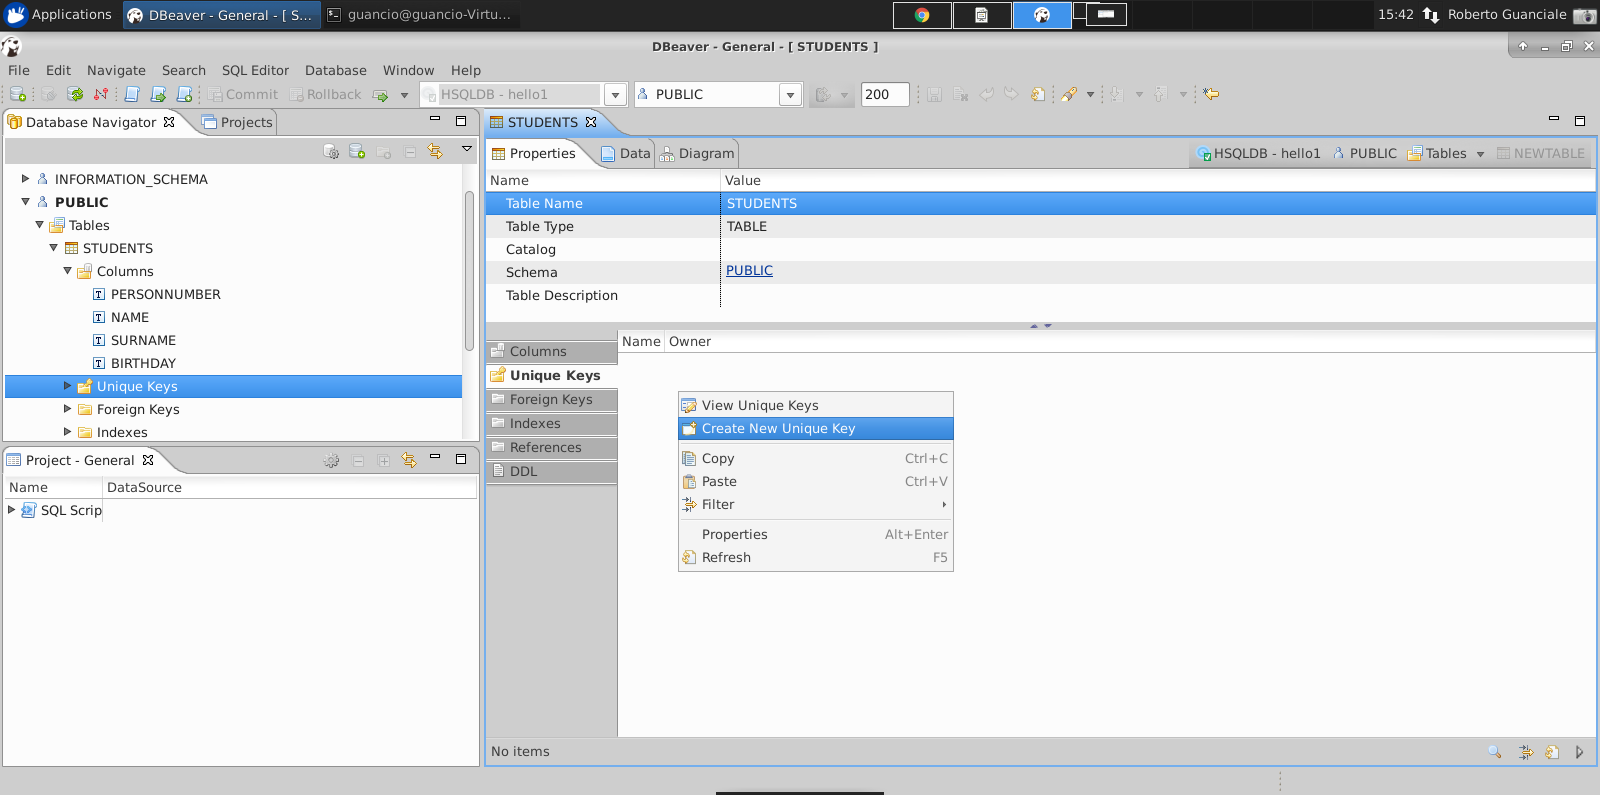 Applications
DBeaver - General - [ S...
guancio@guancio-Virtu...
15:42
Roberto Guanciale
DBeaver - General - [ STUDENTS ]
File Edit Navigate Search SQL Editor Database Window Help
Commit Rollback HSQLDB - hello1 PUBLIC 200
Database Navigator Projects
INFORMATION_SCHEMA
PUBLIC
Tables
STUDENTS
Columns
PERSONNUMBER
NAME
SURNAME
BIRTHDAY
Unique Keys
Foreign Keys
Indexes
Project - General
Name DataSource
SQL Scrip
STUDENTS
Properties Data Diagram HSQLDB - hello1 PUBLIC Tables NEWTABLE
Name Value
Table Name STUDENTS
Table Type TABLE
Catalog
Schema PUBLIC
Table Description
Columns
Unique Keys
Foreign Keys
Indexes
References
DDL
Name Owner
View Unique Keys
Create New Unique Key
Copy Ctrl+C
Paste Ctrl+V
Filter
Properties Alt+Enter
Refresh F5
No items